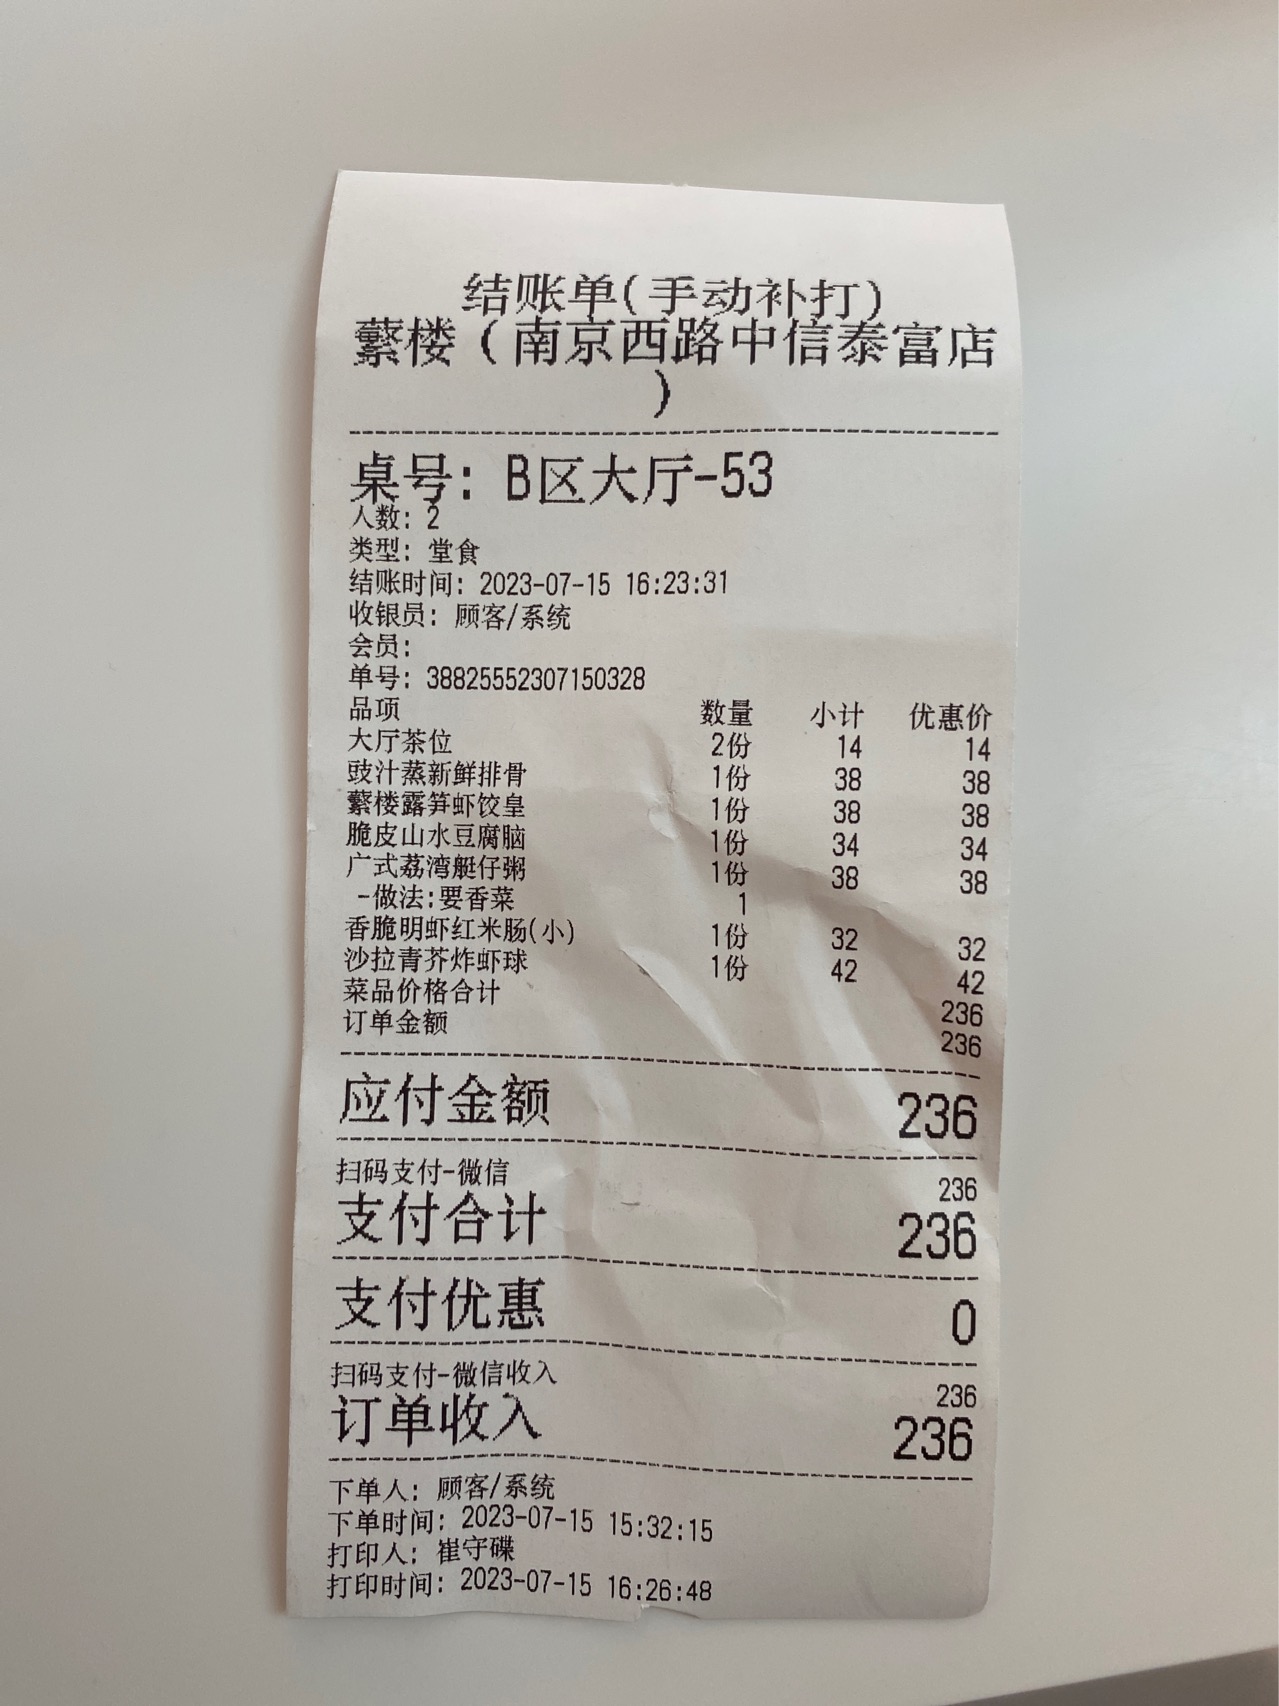 结账单(手动补打)
蘩楼（南京西路中信泰富店
）
桌号: B区大厅-53
人数: 2
类型: 堂食
结账时间: 2023-07-15 16:23:31
收银员: 顾客/系统
会员:
单号: 38825552307150328
品项 数量 小计 优惠价
大厅茶位 2份 14 14
豉汁蒸新鲜排骨 1份 38 38
蘩楼露笋虾饺皇 1份 38 38
脆皮山水豆腐脑 1份 34 34
广式荔湾艇仔粥 1份 38 38
-做法:要香菜 1
香脆明虾红米肠(小) 1份 32 32
沙拉青芥炸虾球 1份 42 42
菜品价格合计 236
订单金额 236
应付金额 236
扫码支付-微信 236
支付合计 236
支付优惠 0
扫码支付-微信收入 236
订单收入 236
下单人: 顾客/系统
下单时间: 2023-07-15 15:32:15
打印人: 崔守碟
打印时间: 2023-07-15 16:26:48